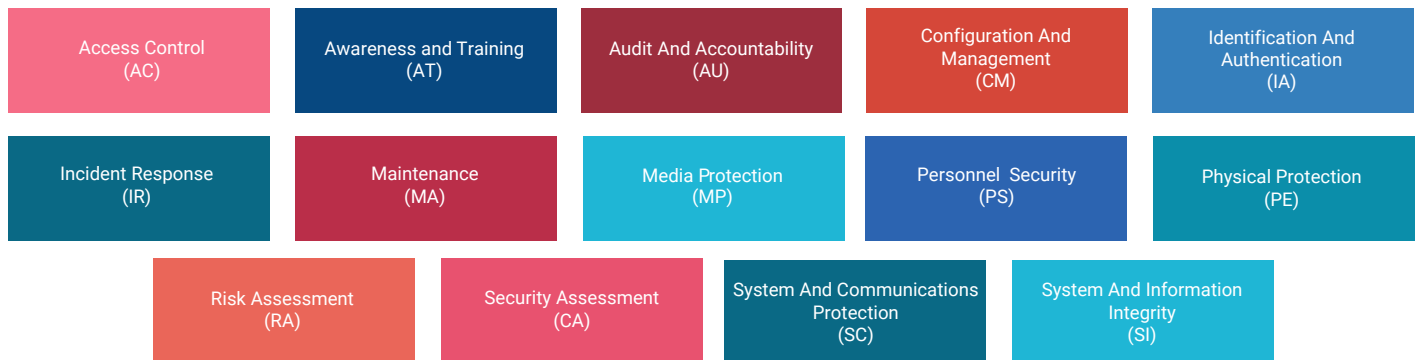 Access Control
(AC)
Awareness and Training
(AT)
Audit And Accountability
(AU)
Configuration And
Management
(CM)
Identification And
Authentication
(IA)
Incident Response
(IR)
Maintenance
(MA)
Media Protection
(MP)
Personnel  Security
(PS)
Physical Protection
(PE)
Risk Assessment
(RA)
Security Assessment
(CA)
System And Communications
Protection
(SC)
System And Information
Integrity
(SI)